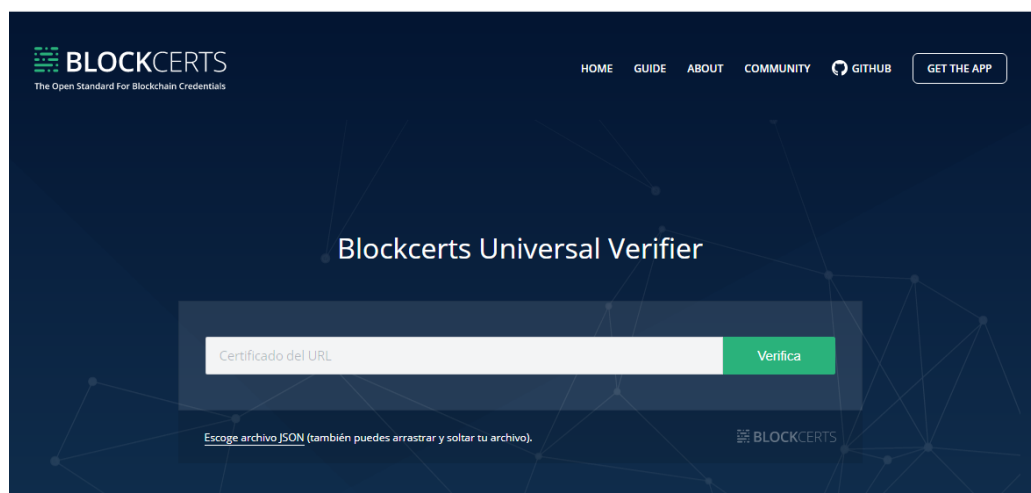 BLOCKCERTS
The Open Standard For Blockchain Credentials
HOME GUIDE ABOUT COMMUNITY GITHUB GET THE APP
Blockcerts Universal Verifier
Certificado del URL Verifica
Escoge archivo JSON (también puedes arrastrar y soltar tu archivo). BLOCKCERTS